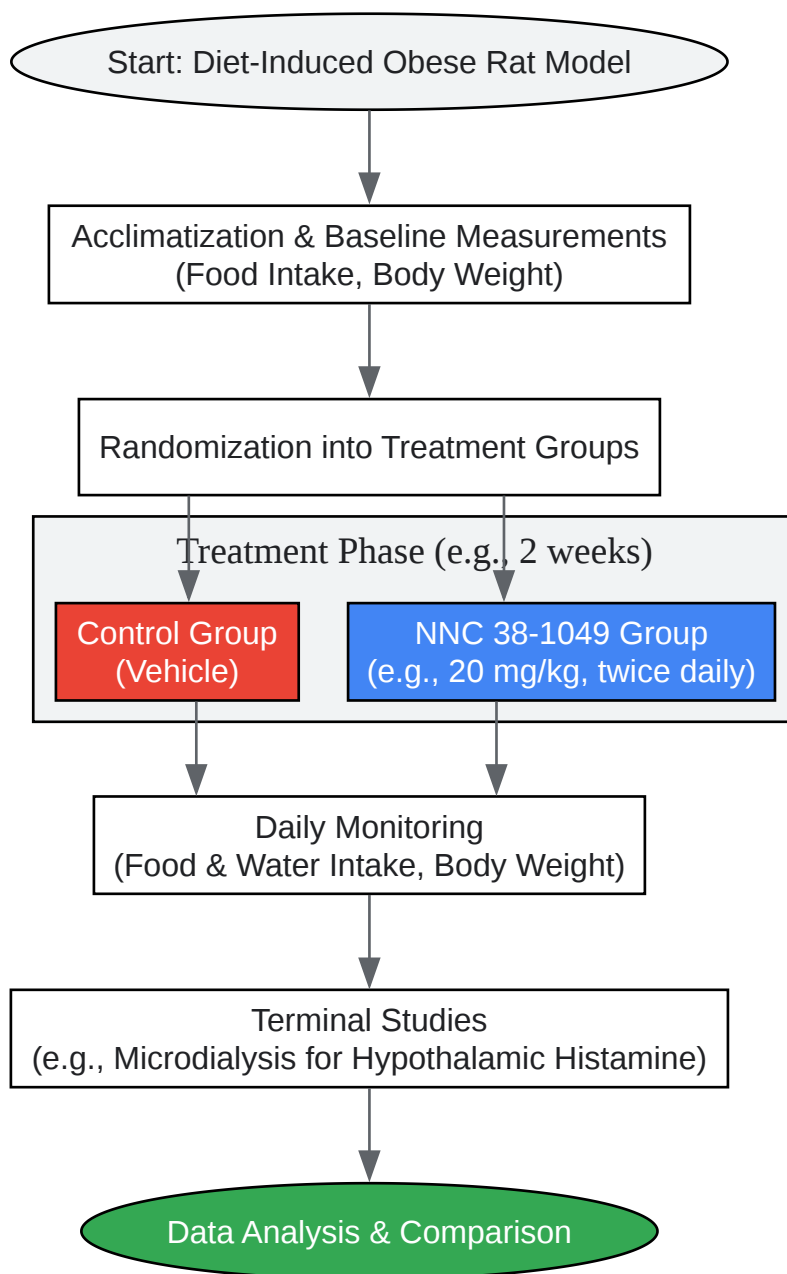 Start: Diet-Induced Obese Rat Model
Acclimatization & Baseline Measurements
(Food Intake, Body Weight)
Randomization into Treatment Groups
Treatment Phase (e.g., 2 weeks)
Control Group
(Vehicle)
NNC 38-1049 Group
(e.g., 20 mg/kg, twice daily)
Daily Monitoring
(Food & Water Intake, Body Weight)
Terminal Studies
(e.g., Microdialysis for Hypothalamic Histamine)
Data Analysis & Comparison